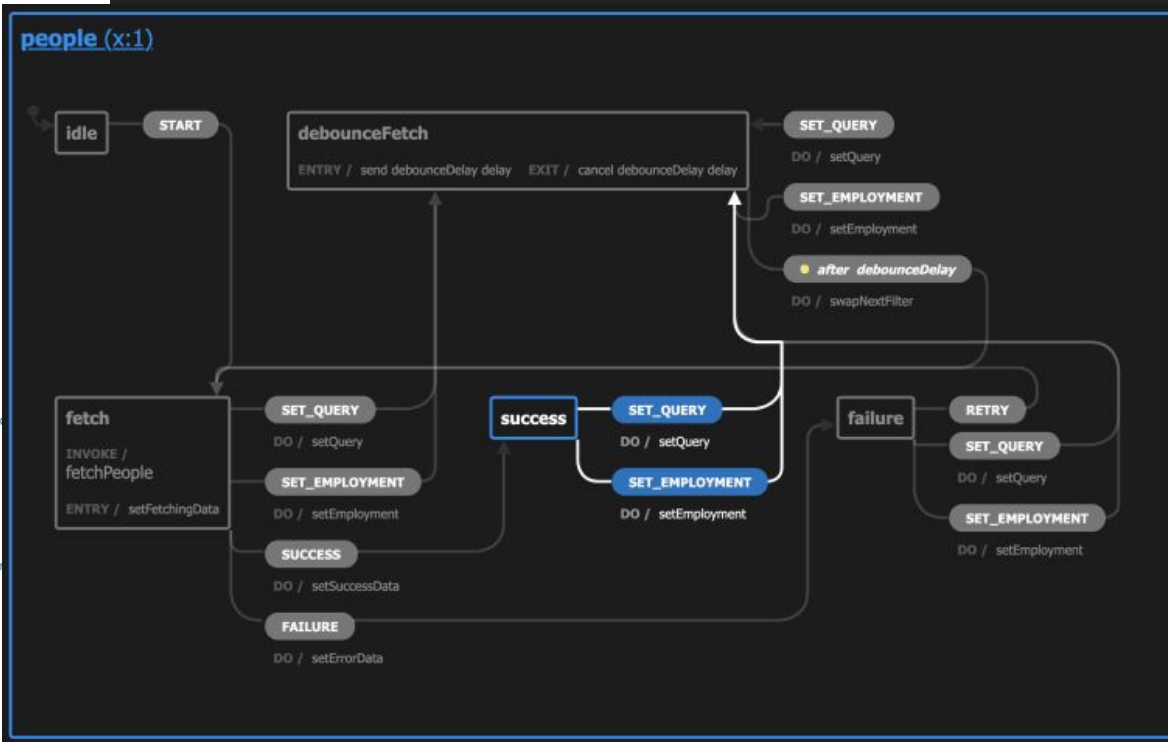 people (x:1)
idle
START
debounceFetch
ENTRY / send debounceDelay delay EXIT / cancel debounceDelay delay
SET_QUERY
DO / setQuery
SET_EMPLOYMENT
DO / setEmployment
after debounceDelay
DO / swapNextFilter
fetch
INVOKE /
fetchPeople
ENTRY / setFetchingData
SET_QUERY
DO / setQuery
SET_EMPLOYMENT
DO / setEmployment
SUCCESS
DO / setSuccessData
FAILURE
DO / setErrorData
success
SET_QUERY
DO / setQuery
SET_EMPLOYMENT
DO / setEmployment
failure
RETRY
SET_QUERY
DO / setQuery
SET_EMPLOYMENT
DO / setEmployment